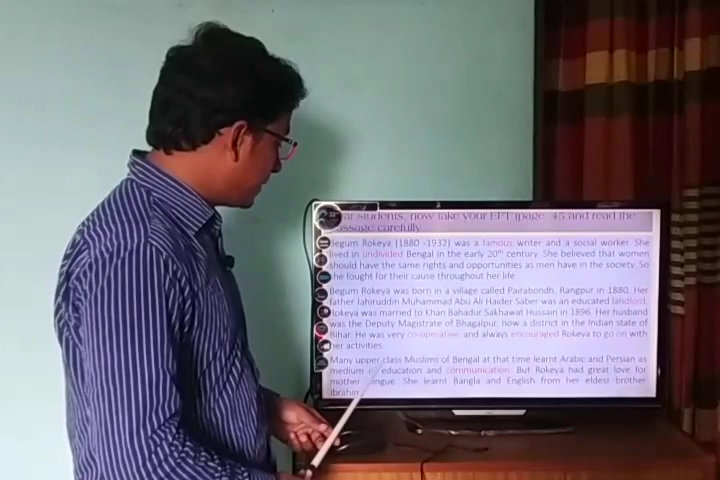 students, now take your EFT (page- 45 and read the
passage carefully
Begum Rokeya (1880 -1932) was a famous writer and a social worker. She
lived in undivided Bengal in the early 20th century. She believed that women
should have the same rights and opportunities as men have in the society. So
she fought for their cause throughout her life.
Begum Rokeya was born in a village called Pairabondh, Rangpur in 1880. Her
father Jahiruddin Muhammad Abu Ali Haider Saber was an educated landlord.
Rokeya was married to Khan Bahadur Sakhawat Hussain in 1896. Her husband
was the Deputy Magistrate of Bhagalpur, now a district in the Indian state of
Bihar. He was very co-operative and always encouraged Rokeya to go on with
her activities.
Many upper class Muslims of Bengal at that time learnt Arabic and Persian as
medium of education and communication. But Rokeya had great love for
mother tongue. She learnt Bangla and English from her eldest brother
Ibrahim